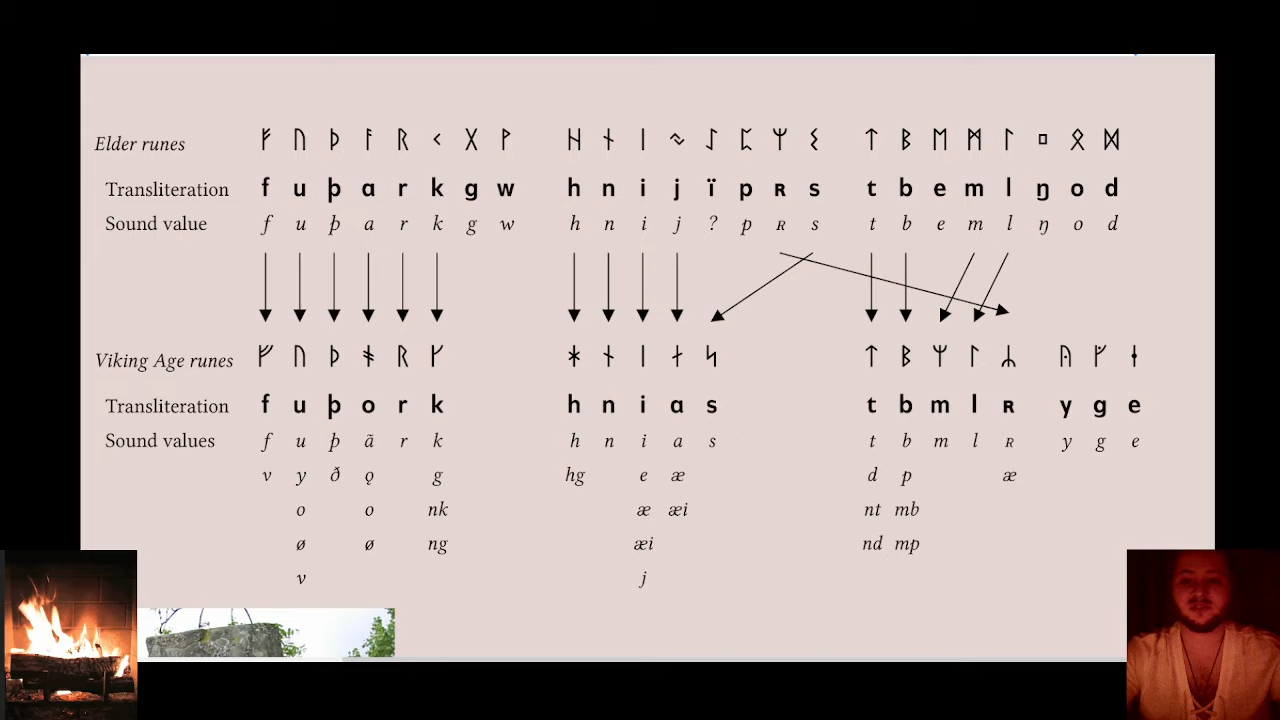 Elder runes ᚠ ᚢ ᚦ ᚨ ᚱ ᚲ ᚷ ᚹ ᚺ ᚾ ᛁ ᛃ ᛇ ᛈ ᛉ ᛊ ᛏ ᛒ ᛖ ᛗ ᛚ ᛜ ᛟ ᛞ
Transliteration f u þ a r k g w h n i j ï p ʀ s t b e m l ŋ o d
Sound value f u þ a r k g w h n i j ? p ʀ s t b e m l ŋ o d
Viking Age runes ᚠ ᚢ ᚦ ᚬ ᚱ ᚴ ᚼ ᚾ ᛁ ᛅ ᛋ ᛏ ᛒ ᛘ ᛚ ᛦ ᚤ ᚵ ᛂ
Transliteration f u þ o r k h n i a s t b m l ʀ y g e
Sound values f u þ ã r k h n i a s t b m l ʀ y g e
v y ð ǫ g hg e æ d p æ
o o nk æ æi nt mb
ø ø ng æi nd mp
v j